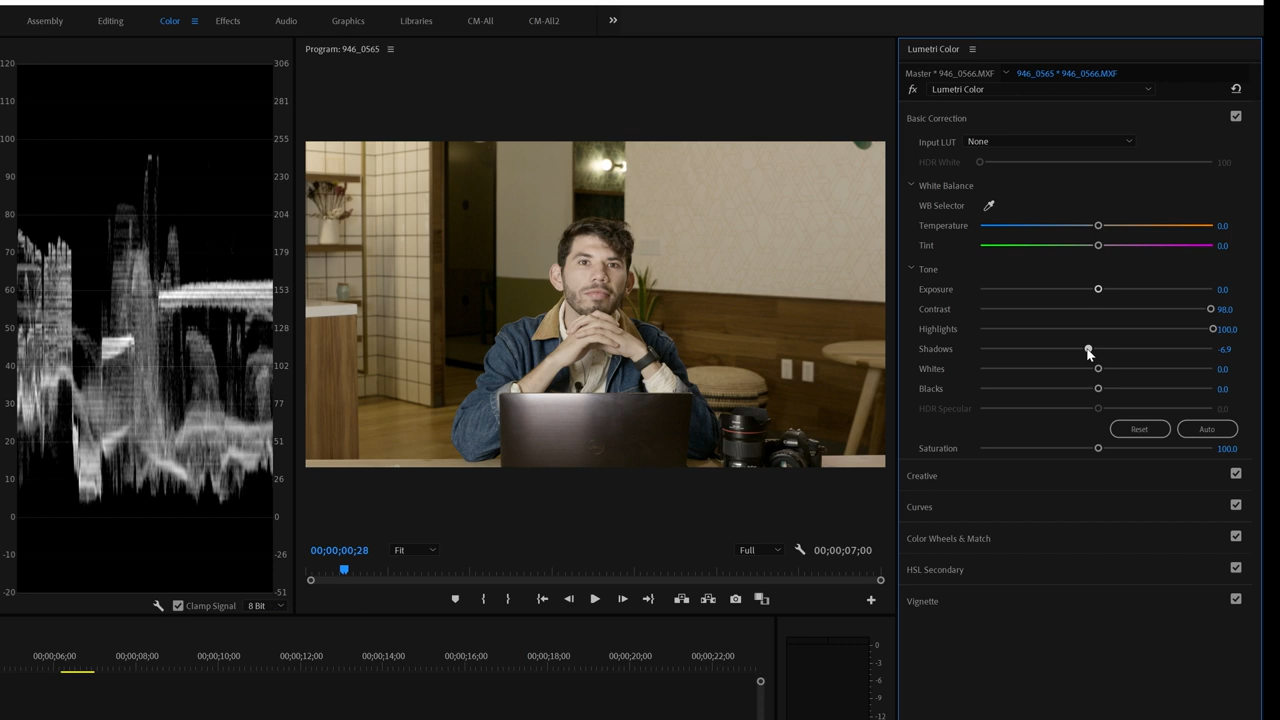 Assembly Editing Color Effects Audio Graphics Libraries CM-All CM-All2
Program: 946_0565
Lumetri Color
Master * 946_0566.MXF 946_0565 * 946_0566.MXF
fx Lumetri Color
Basic Correction
Input LUT None
HDR White 100
White Balance
WB Selector
Temperature 0.0
Tint 0.0
Tone
Exposure 0.0
Contrast 98.0
Highlights 100.0
Shadows -6.9
Whites 0.0
Blacks 0.0
HDR Specular 0.0
Reset Auto
Saturation 100.0
Creative
Curves
Color Wheels & Match
HSL Secondary
Vignette
120 306
110 281
100 255
90 230
80 204
70 179
60 153
50 128
40 102
30 77
20 51
10 26
0 0
-10 -26
-20 -51
Clamp Signal 8 Bit
00;00;00;28 Fit Full 00;00;07;00
00;00;06;00 00;00;08;00 00;00;10;00 00;00;12;00 00;00;14;00 00;00;16;00 00;00;18;00 00;00;20;00 00;00;22;00
0
-3
-6
-9
-12